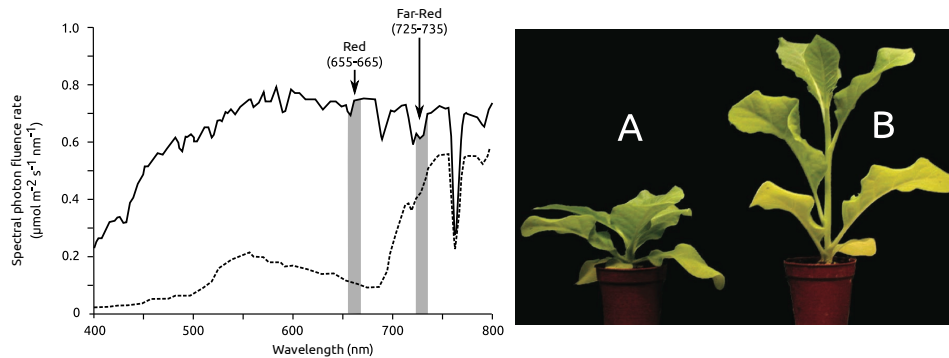 Spectral photon fluence rate
(μmol m⁻² s⁻¹ nm⁻¹)
1.0
0.8
0.6
0.4
0.2
0
400
500
600
700
800
Wavelength (nm)
Red
(655-665)
Far-Red
(725-735)
A
B